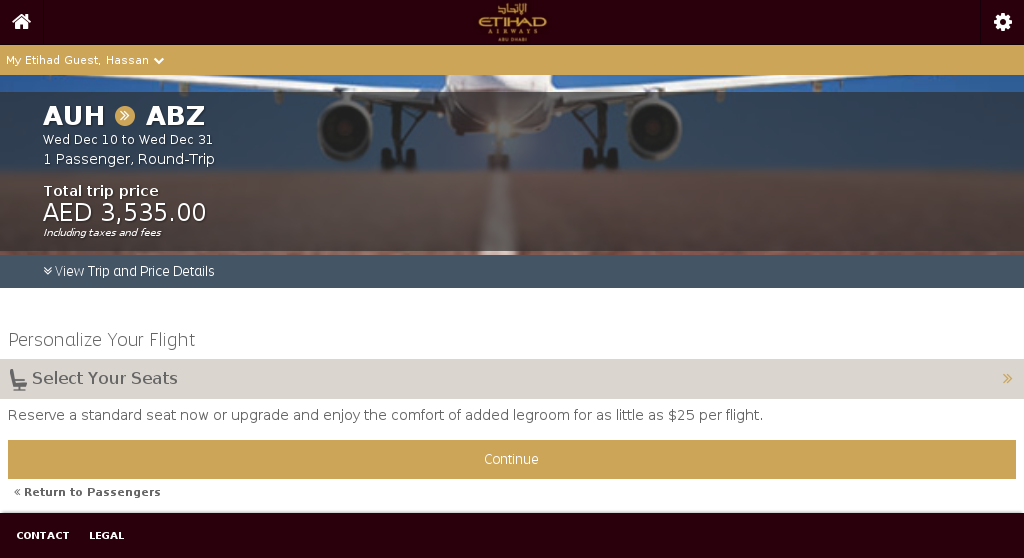 الإتحاد
ETIHAD
AIRWAYS
ABU DHABI
My Etihad Guest, Hassan
AUH ABZ
Wed Dec 10 to Wed Dec 31
1 Passenger, Round-Trip
Total trip price
AED 3,535.00
Including taxes and fees
View Trip and Price Details
Personalize Your Flight
Select Your Seats
Reserve a standard seat now or upgrade and enjoy the comfort of added legroom for as little as $25 per flight.
Continue
Return to Passengers
CONTACT LEGAL